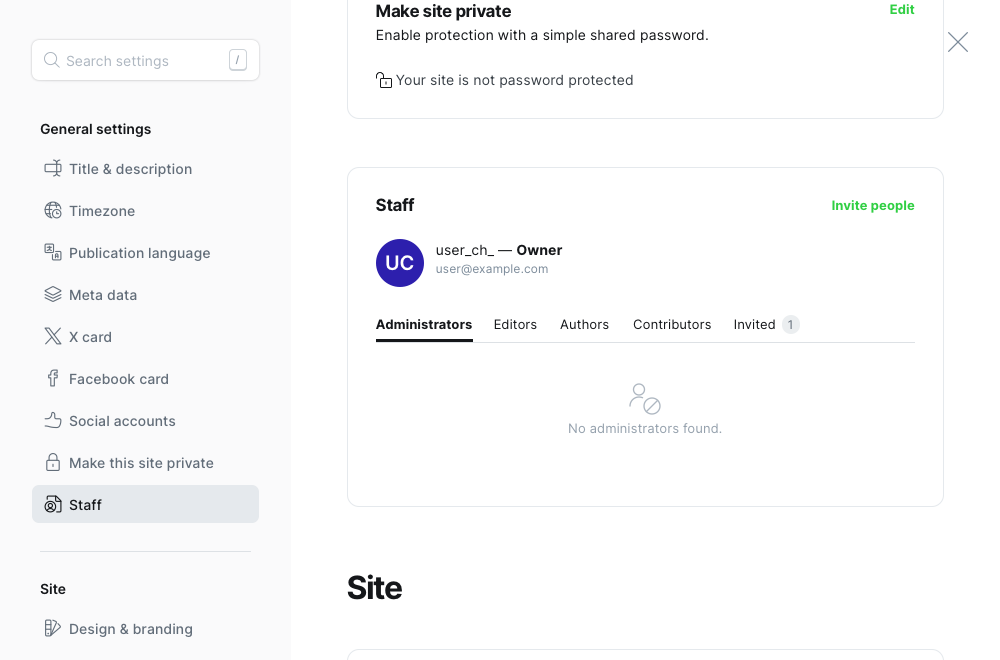 Search settings /
General settings
Title & description
Timezone
Publication language
Meta data
X card
Facebook card
Social accounts
Make this site private
Staff
Site
Design & branding
Make site private
Edit
Enable protection with a simple shared password.
Your site is not password protected
Staff
Invite people
UC
user_ch_ — Owner
user@example.com
Administrators Editors Authors Contributors Invited 1
No administrators found.
Site